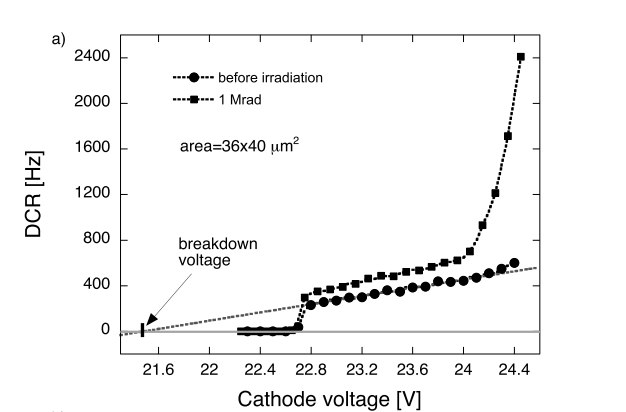 a)
2400
2000
1600
1200
800
400
0
DCR [Hz]
before irradiation
1 Mrad
area=36x40 μm²
breakdown
voltage
21.6 22 22.4 22.8 23.2 23.6 24 24.4
Cathode voltage [V]